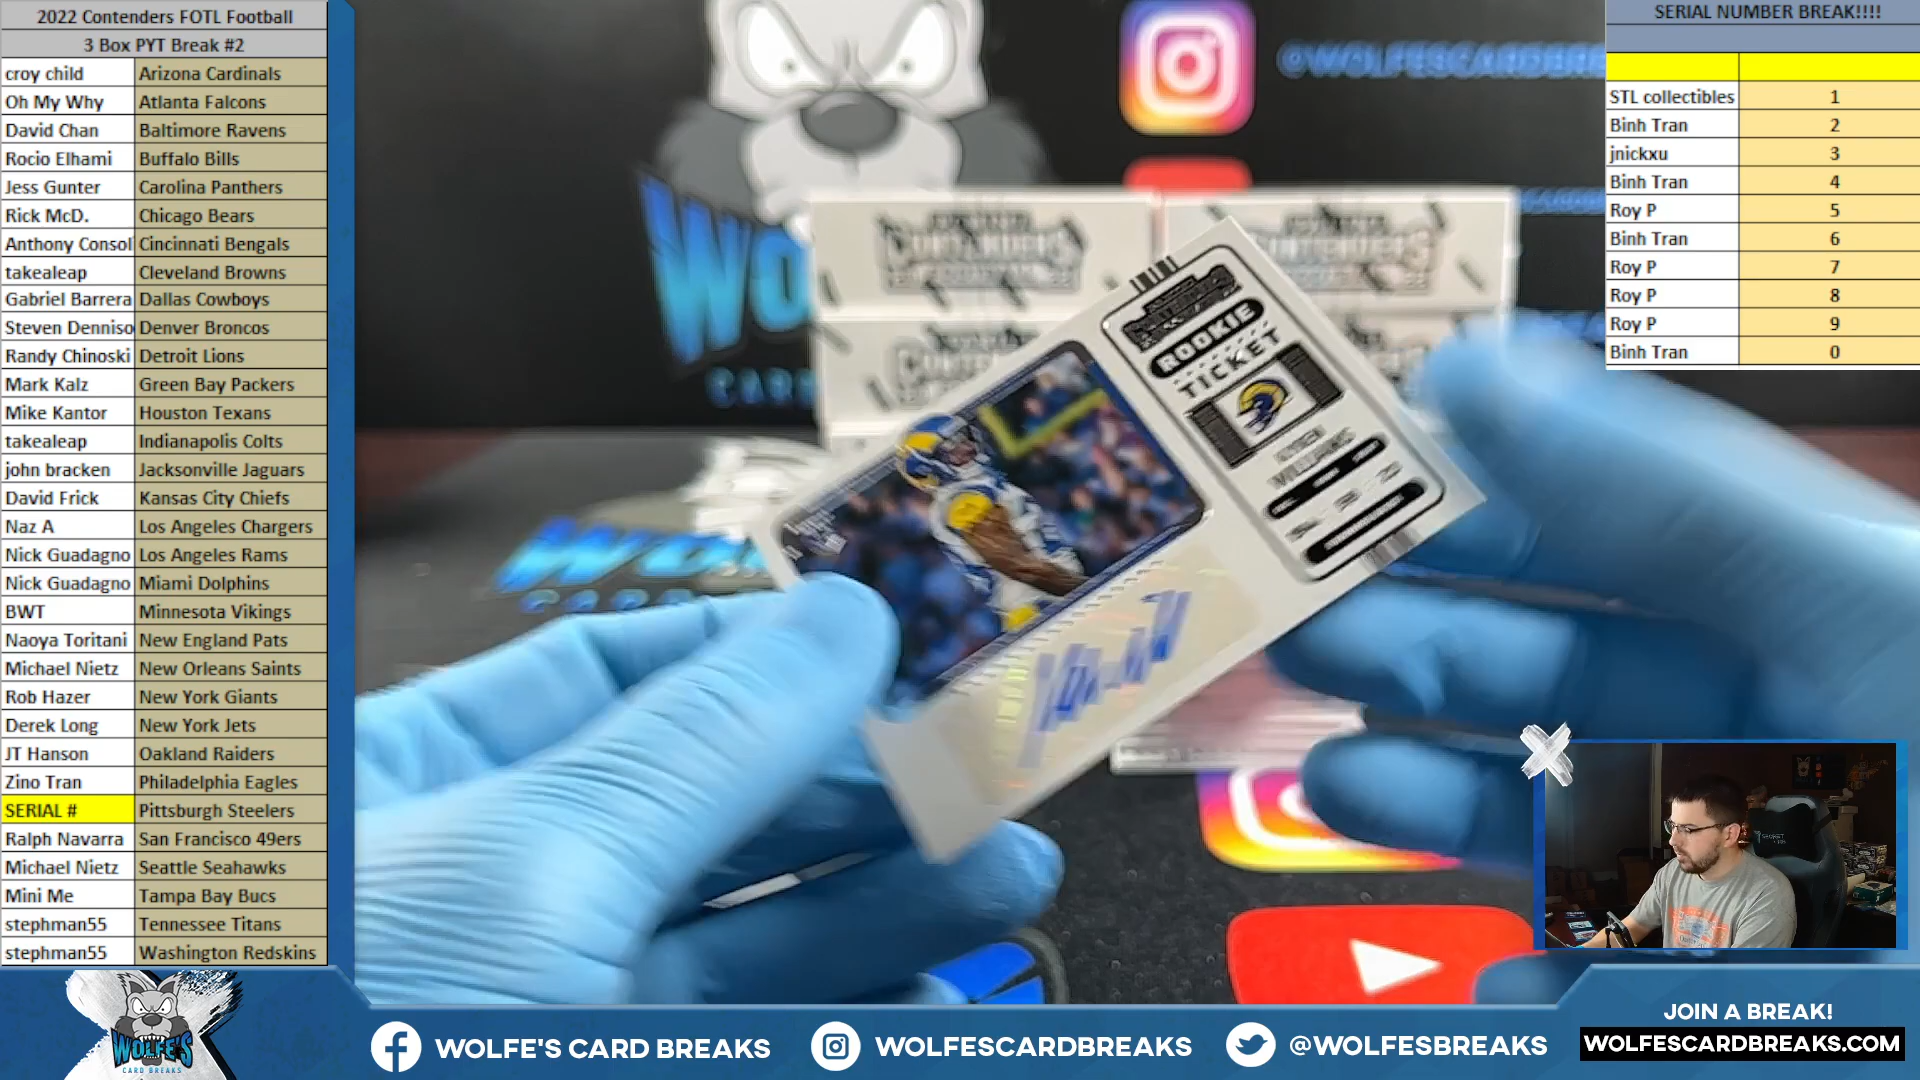 2022 Contenders FOTL Football
3 Box PYT Break #2
croy child Arizona Cardinals
Oh My Why Atlanta Falcons
David Chan Baltimore Ravens
Rocio Elhami Buffalo Bills
Jess Gunter Carolina Panthers
Rick McD. Chicago Bears
Anthony Consol Cincinnati Bengals
takealeap Cleveland Browns
Gabriel Barrera Dallas Cowboys
Steven Denniso Denver Broncos
Randy Chinoski Detroit Lions
Mark Kalz Green Bay Packers
Mike Kantor Houston Texans
takealeap Indianapolis Colts
john bracken Jacksonville Jaguars
David Frick Kansas City Chiefs
Naz A Los Angeles Chargers
Nick Guadagno Los Angeles Rams
Nick Guadagno Miami Dolphins
BWT Minnesota Vikings
Naoya Toritani New England Pats
Michael Nietz New Orleans Saints
Rob Hazer New York Giants
Derek Long New York Jets
JT Hanson Oakland Raiders
Zino Tran Philadelphia Eagles
SERIAL # Pittsburgh Steelers
Ralph Navarra San Francisco 49ers
Michael Nietz Seattle Seahawks
Mini Me Tampa Bay Bucs
stephman55 Tennessee Titans
stephman55 Washington Redskins
SERIAL NUMBER BREAK!!!!
STL collectibles 1
Binh Tran 2
jnickxu 3
Binh Tran 4
Roy P 5
Binh Tran 6
Roy P 7
Roy P 8
Roy P 9
Binh Tran 0
@WOLFESCARDBRE
CONTENDERS
ROOKIE
TICKET
WILLIAMS
WOLFE'S
CARD BREAKS
WOLFE'S CARD BREAKS
WOLFESCARDBREAKS
@WOLFESBREAKS
JOIN A BREAK!
WOLFESCARDBREAKS.COM